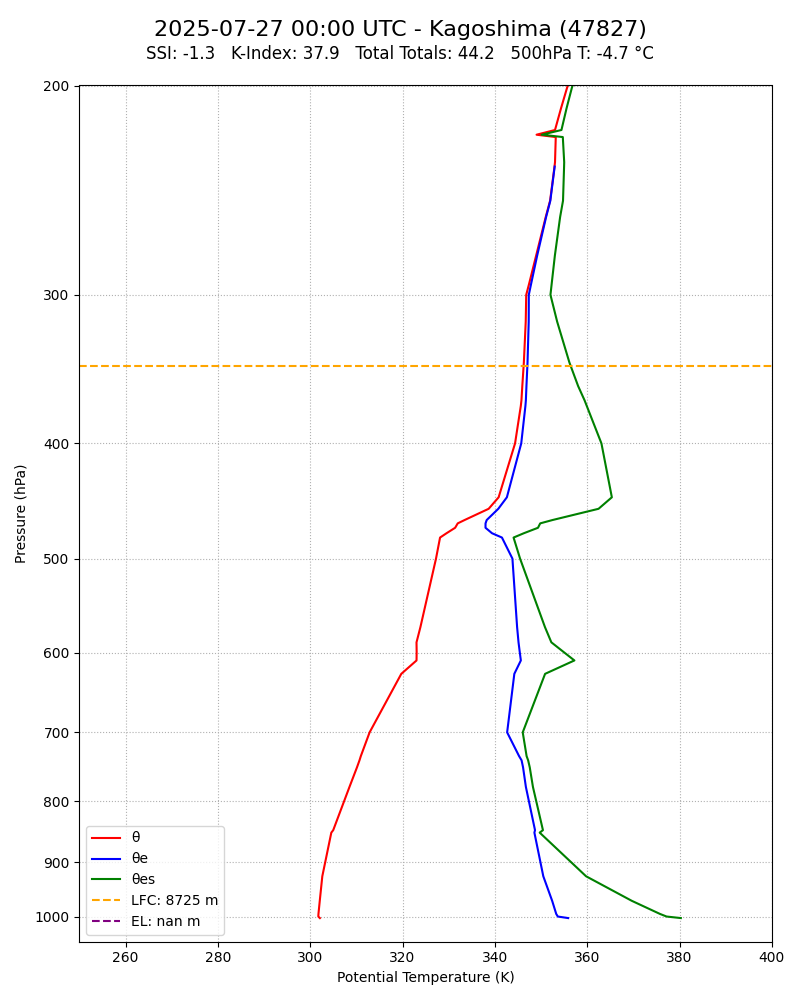 2025-07-27 00:00 UTC - Kagoshima (47827)
SSI: -1.3   K-Index: 37.9   Total Totals: 44.2   500hPa T: -4.7 °C
200
300
400
500
600
700
800
900
1000
Pressure (hPa)
θ
θe
θes
LFC: 8725 m
EL: nan m
260 280 300 320 340 360 380 400
Potential Temperature (K)